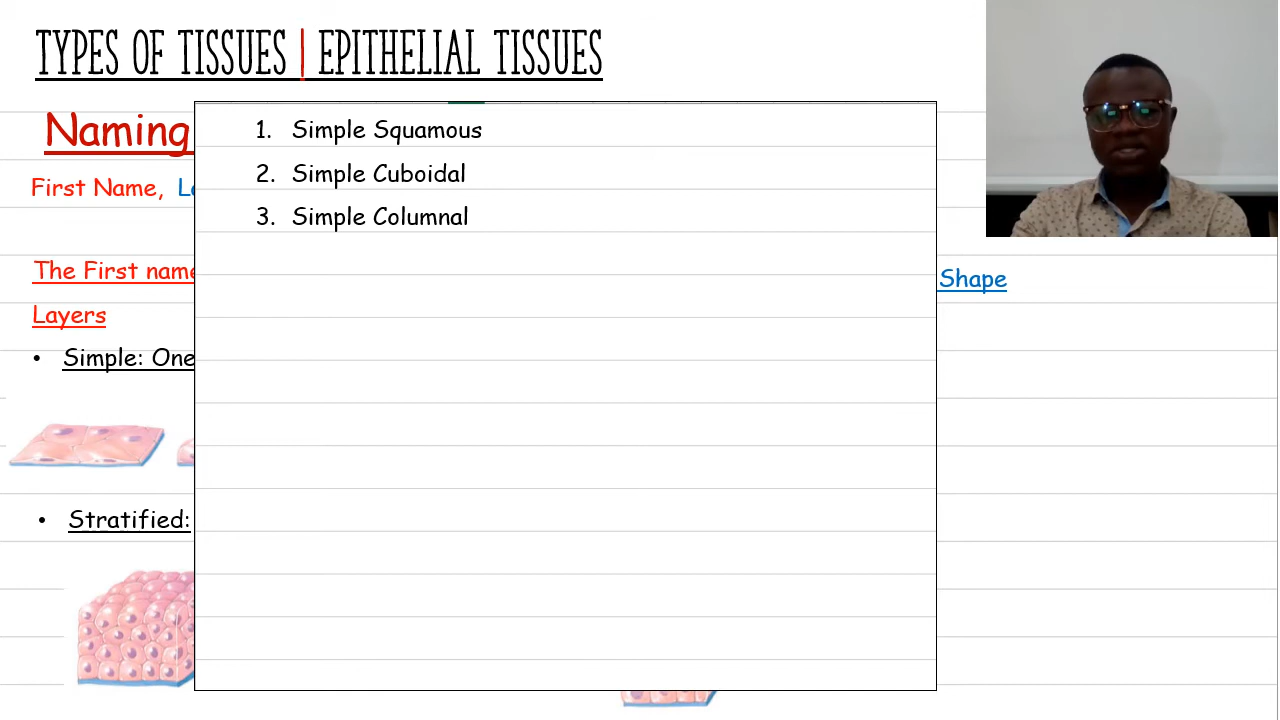 TYPES OF TISSUES | EPITHELIAL TISSUES
Naming
First Name, L
The First name
Shape
Layers
• Simple: One
• Stratified:
1. Simple Squamous
2. Simple Cuboidal
3. Simple Columnal